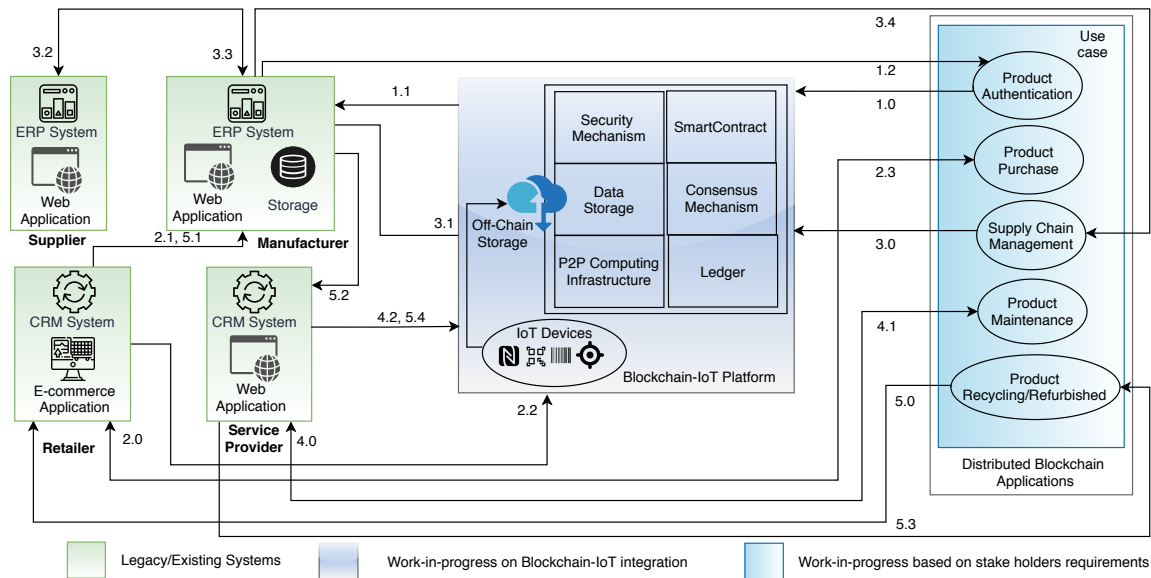 3.2
3.3
3.4
Use
case
ERP System
Web
Application
Supplier
ERP System
Web
Application
Storage
Manufacturer
1.1
1.2
1.0
Security
Mechanism
SmartContract
Data
Storage
Consensus
Mechanism
P2P Computing
Infrastructure
Ledger
Off-Chain
Storage
3.1
IoT Devices
Blockchain-IoT Platform
Product
Authentication
2.3
Product
Purchase
3.0
Supply Chain
Management
4.1
Product
Maintenance
5.0
Product
Recycling/Refurbished
Distributed Blockchain
Applications
2.1, 5.1
5.2
CRM System
E-commerce
Application
Retailer
CRM System
Web
Application
Service
Provider
4.2, 5.4
2.2
2.0
4.0
5.3
Legacy/Existing Systems
Work-in-progress on Blockchain-IoT integration
Work-in-progress based on stake holders requirements